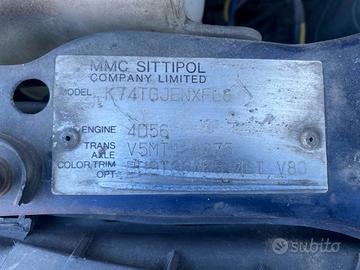 MMC SITTIPOL
COMPANY LIMITED
MODEL K74TGJENXFL6
ENGINE 4D56
TRANS AXLE V5MT1
COLOR,TRIM OPT V80
subito